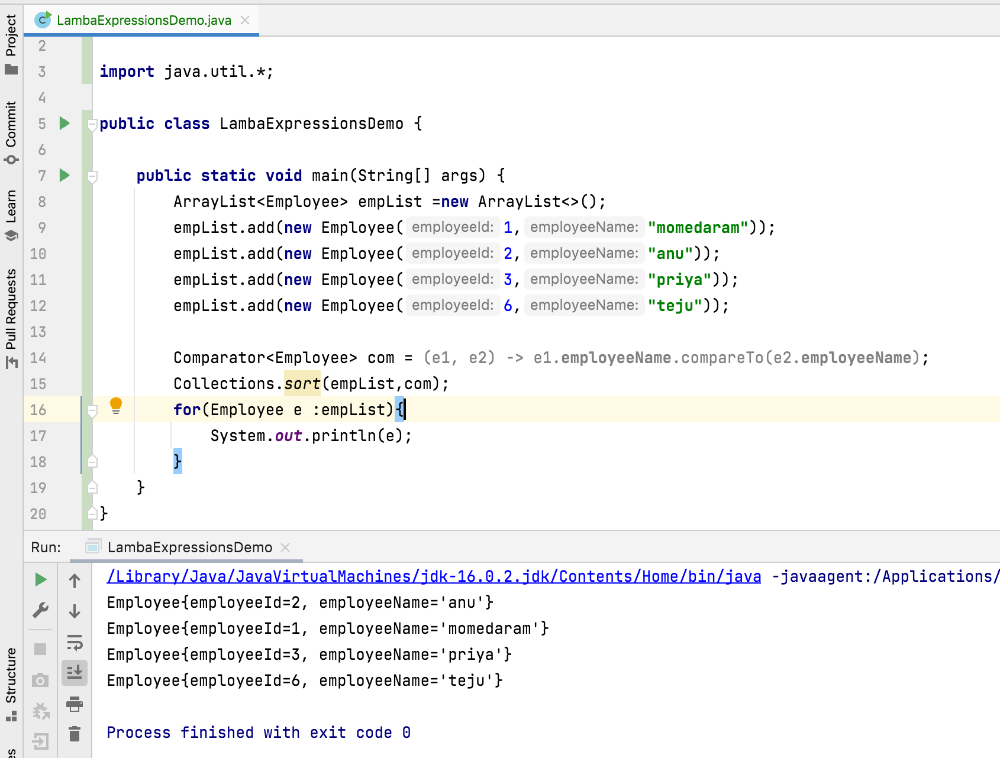 LambaExpressionsDemo.java
Project
Commit
Learn
Pull Requests
Structure
2
3 import java.util.*;
4
5 public class LambaExpressionsDemo {
6
7 public static void main(String[] args) {
8 ArrayList<Employee> empList =new ArrayList<>();
9 empList.add(new Employee( employeeId: 1, employeeName: "momedaram"));
10 empList.add(new Employee( employeeId: 2, employeeName: "anu"));
11 empList.add(new Employee( employeeId: 3, employeeName: "priya"));
12 empList.add(new Employee( employeeId: 6, employeeName: "teju"));
13
14 Comparator<Employee> com = (e1, e2) -> e1.employeeName.compareTo(e2.employeeName);
15 Collections.sort(empList,com);
16 for(Employee e :empList){
17 System.out.println(e);
18 }
19 }
20 }
Run: LambaExpressionsDemo
/Library/Java/JavaVirtualMachines/jdk-16.0.2.jdk/Contents/Home/bin/java -javaagent:/Applications/
Employee{employeeId=2, employeeName='anu'}
Employee{employeeId=1, employeeName='momedaram'}
Employee{employeeId=3, employeeName='priya'}
Employee{employeeId=6, employeeName='teju'}
Process finished with exit code 0